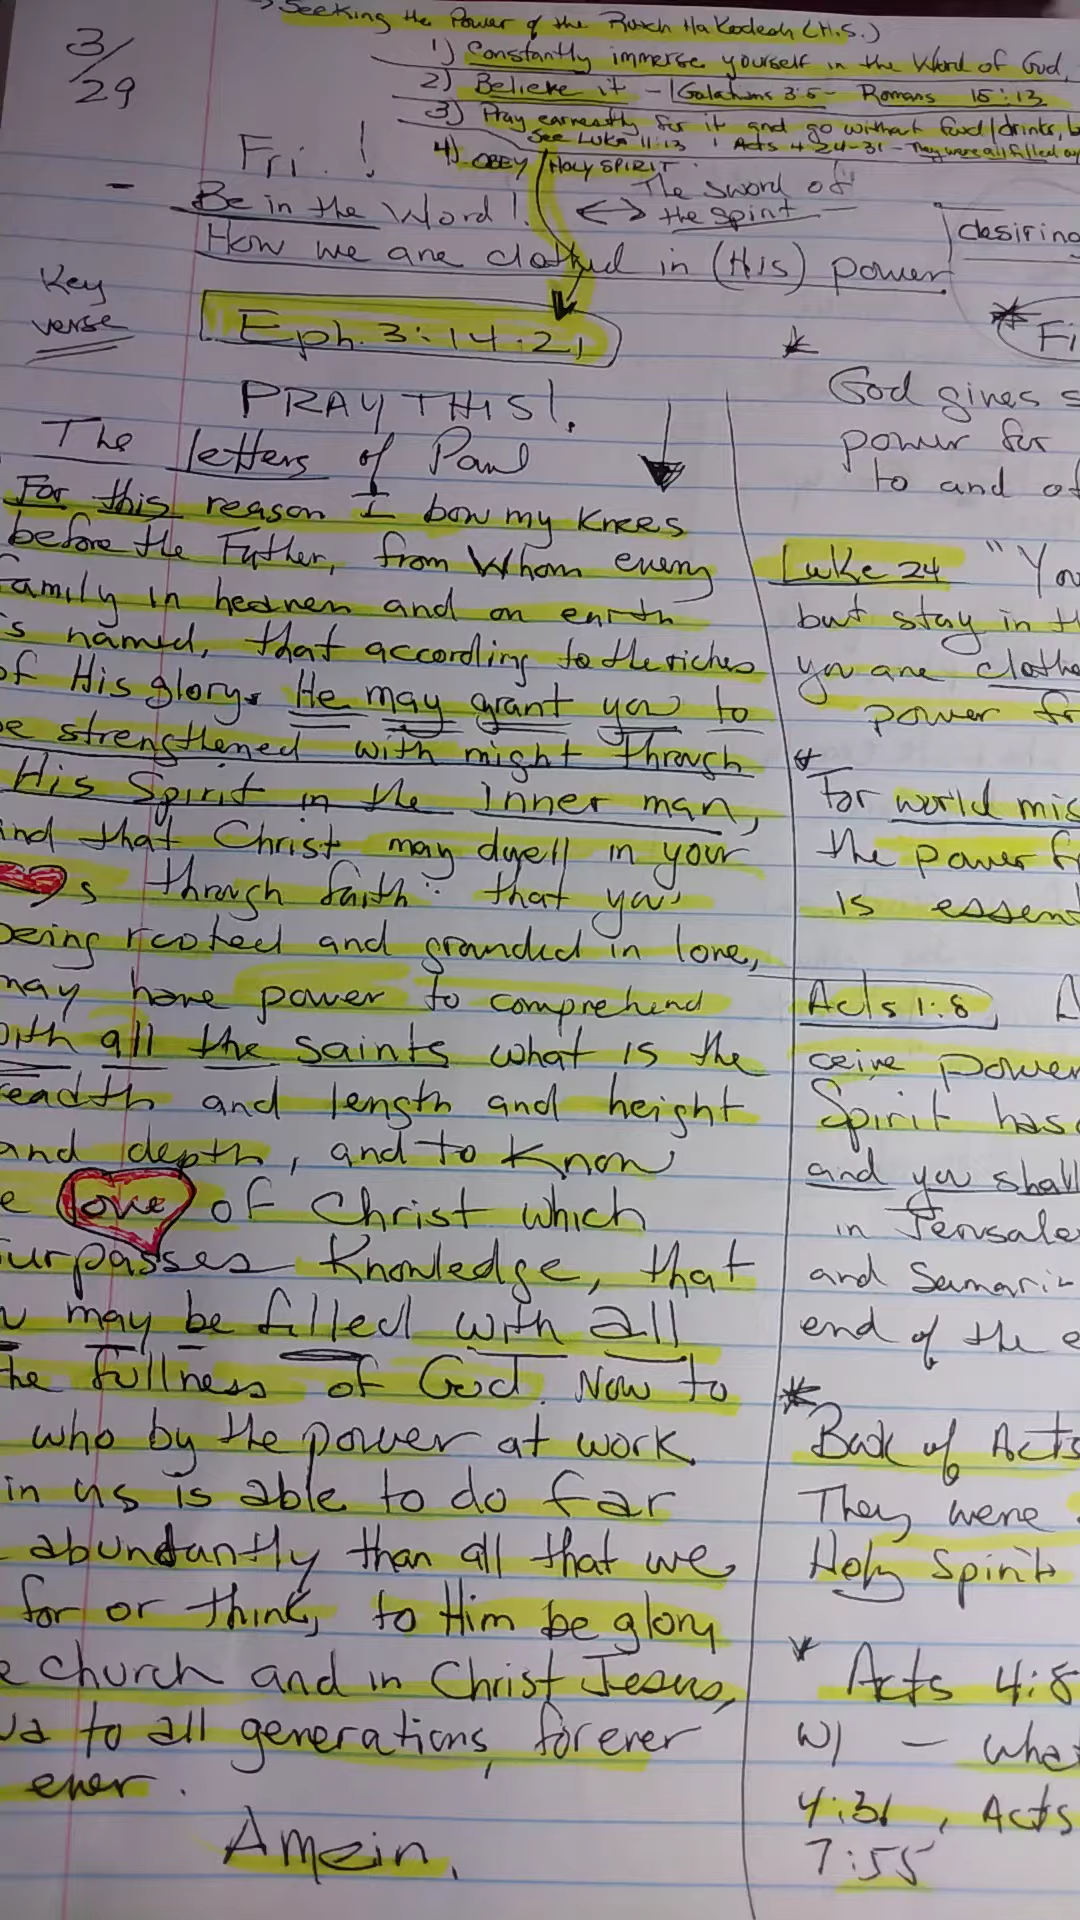 → Seeking the Power of the Ruach HaKodesh (H.S.)
1) Constantly immerse yourself in the Word of God,
2) Believe it - Galatians 3:5 - Romans 15:13
3) Pray earnestly for it and go without food/drinks, b
See Luke 11:13 Acts 4:24-31 - They were all filled
4) OBEY HOLY SPIRIT.
3/29
Fri. !
- Be in the Word! ↔ The sword of
the spirit
How we are clothed in (His) power.
Key
verse
Eph. 3:14-21
PRAY THIS!.
The letters of Paul
For this reason I bow my knees
before the Father, from Whom every
family in heaven and on earth
s named, that according to the riches
of His glory. He may grant you to
e strengthened with might through
His Spirit in the inner man,
ind that Christ may dwell in your
s through faith: that you
being rooted and grounded in love,
may have power to comprehend
with all the saints what is the
readth and length and height
and depth, and to know
e love of Christ which
surpasses knowledge, that
u may be filled with all
the fullness of God. Now to
who by the power at work
in us is able to do far
abundantly than all that we
for or think, to Him be glory
e church and in Christ Jesus,
to all generations, forever
ever.
Amein.
desiring
* Fi
*
God gives s
power for
to and of
Luke 24 "You
but stay in th
you are clothe
power fr
*
For world mis
the power fr
is essent
Acts 1:8,
ceive power
Spirit has
and you shall
in Jerusale
and Samari
end of the e
*
Book of Acts
They were
Holy Spirit
* Acts 4:8
w/ — wha
4:31, Acts
7:55